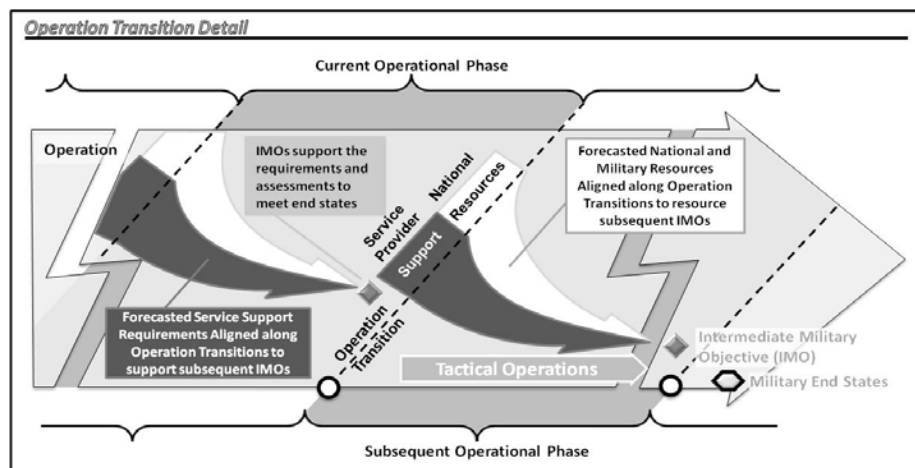 Operation Transition Detail
Current Operational Phase
Operation
IMOs support the
requirements and
assessments to
meet end states
Service
Provider
National
Resources
Support
Forecasted National and
Military Resources
Aligned along Operation
Transitions to resource
subsequent IMOs
Forecasted Service Support
Requirements Aligned along
Operation Transitions to
support subsequent IMOs
Operation
Transition
Tactical Operations
Intermediate Military
Objective (IMO)
Military End States
Subsequent Operational Phase